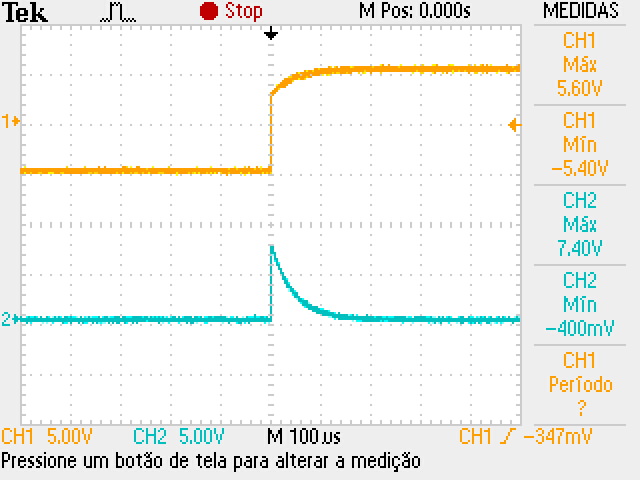 Tek Stop M Pos: 0.000s MEDIDAS
CH1
Máx
5.60V
CH1
Mín
-5.40V
CH2
Máx
7.40V
CH2
Mín
-400mV
CH1
Período
?
1
2
CH1 5.00V CH2 5.00V M 100µs CH1 -347mV
Pressione um botão de tela para alterar a medição